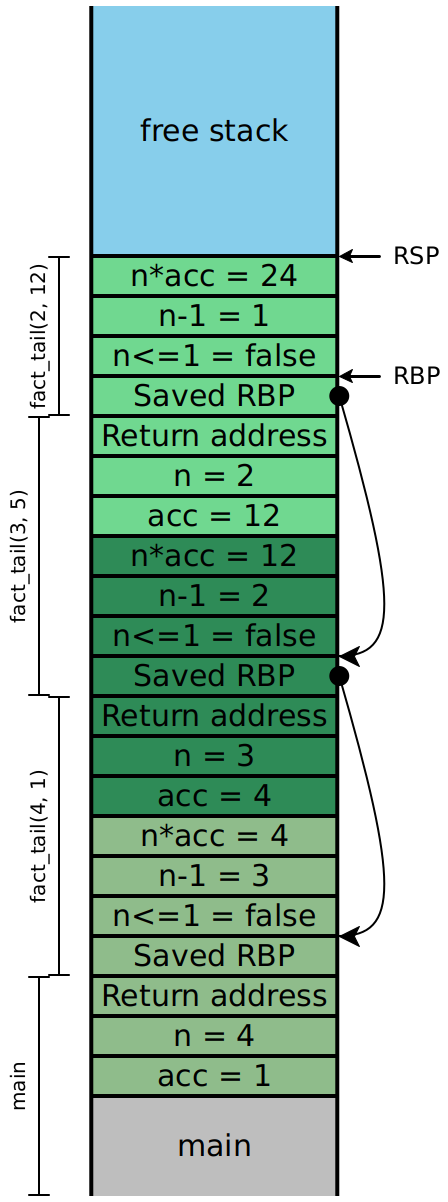 free stack
RSP
n*acc = 24
n-1 = 1
n<=1 = false
RBP
Saved RBP
fact_tail(2, 12)
Return address
n = 2
acc = 12
n*acc = 12
n-1 = 2
n<=1 = false
Saved RBP
fact_tail(3, 5)
Return address
n = 3
acc = 4
n*acc = 4
n-1 = 3
n<=1 = false
Saved RBP
fact_tail(4, 1)
Return address
n = 4
acc = 1
main
main